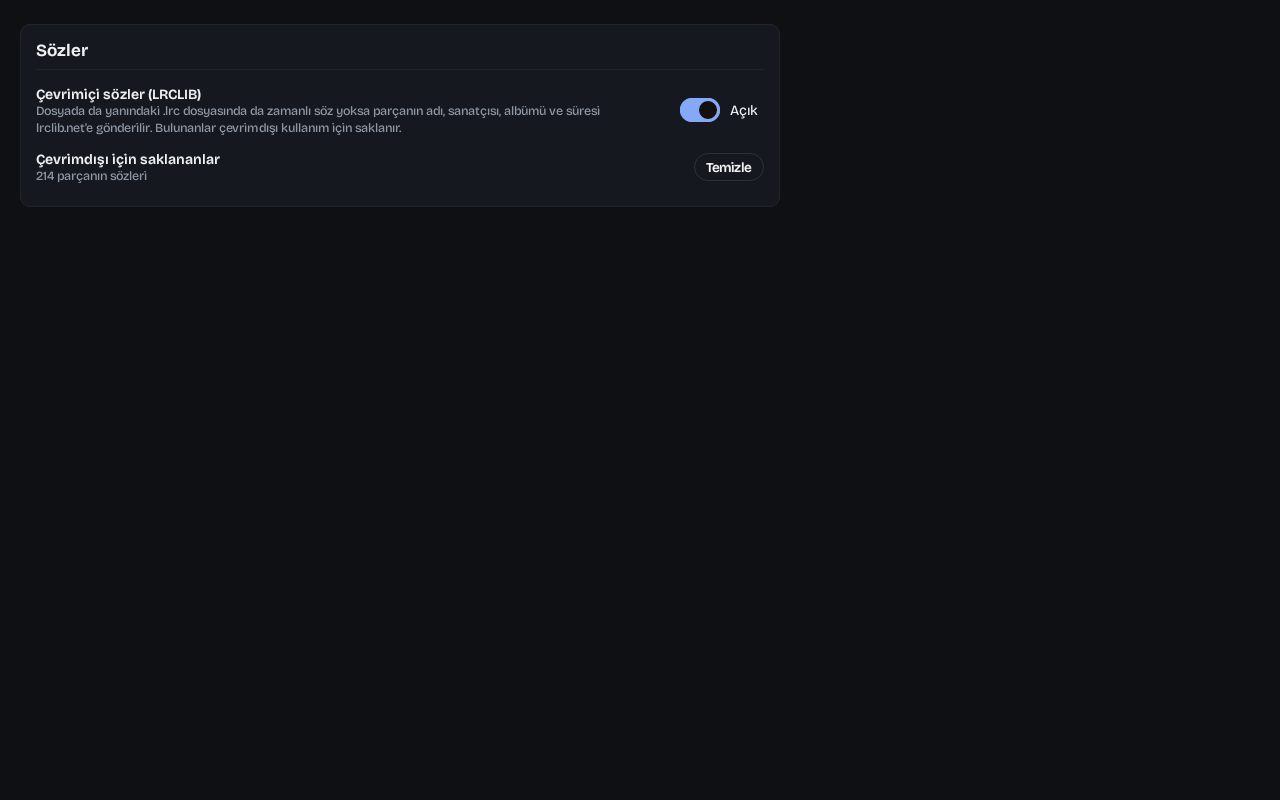 Sözler
Çevrimiçi sözler (LRCLIB)
Dosyada da yanındaki .lrc dosyasında da zamanlı söz yoksa parçanın adı, sanatçısı, albümü ve süresi
lrclib.net'e gönderilir. Bulunanlar çevrimdışı kullanım için saklanır.
Açık
Çevrimdışı için saklananlar
214 parçanın sözleri
Temizle